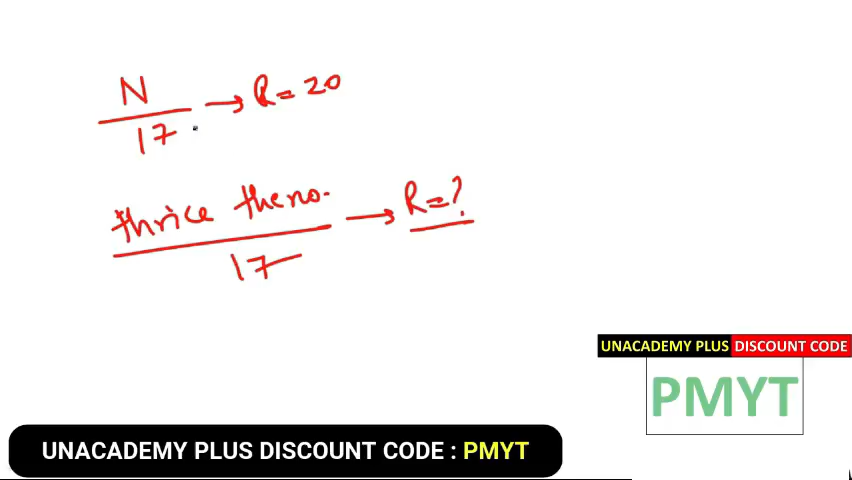 N → R = 20
17
thrice the no. → R = ?
17
UNACADEMY PLUS DISCOUNT CODE
PMYT
UNACADEMY PLUS DISCOUNT CODE : PMYT